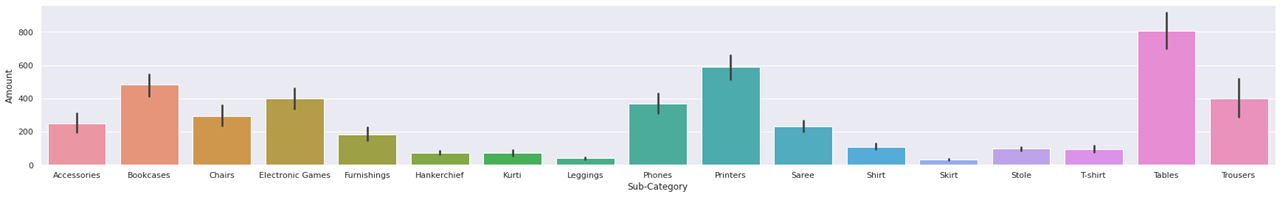 800
600
400
200
0
Amount
Accessories Bookcases Chairs Electronic Games Furnishings Hankerchief Kurti Leggings Phones Printers Saree Shirt Skirt Stole T-shirt Tables Trousers
Sub-Category